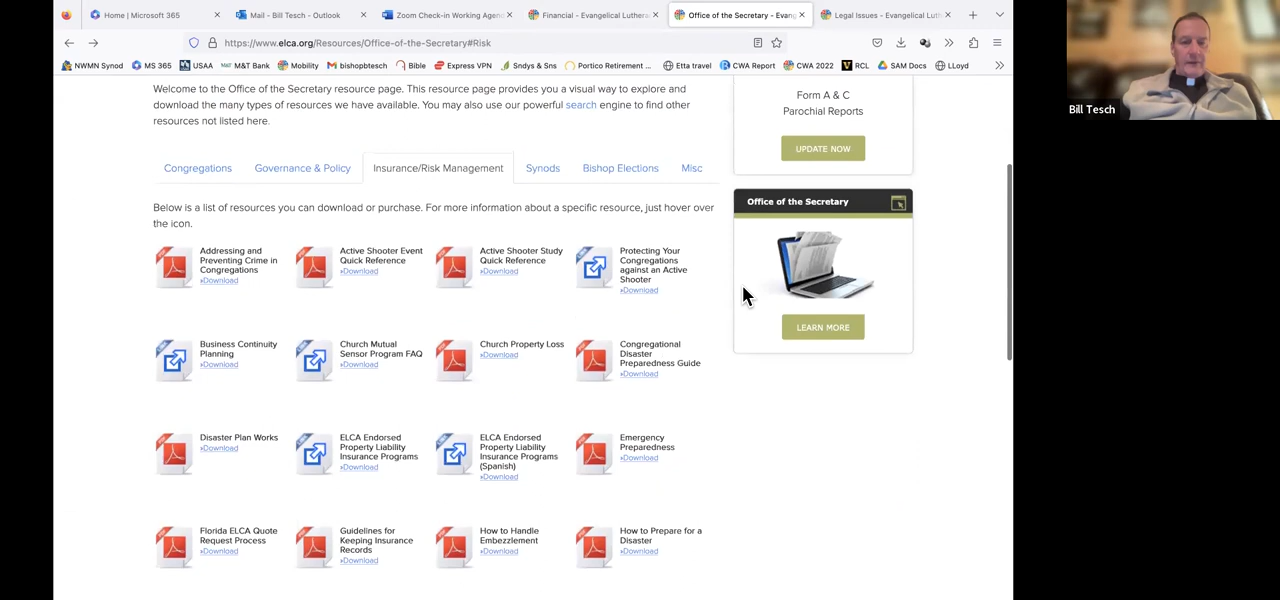 Home | Microsoft 365
Mail - Bill Tesch - Outlook
Zoom Check-in Working Agen
Financial - Evangelical Luthera
Office of the Secretary - Evang
Legal Issues - Evangelical Luth
https://www.elca.org/Resources/Office-of-the-Secretary#Risk
NWMN Synod
MS 365
USAA
M&T Bank
Mobility
bishopbtesch
Bible
Express VPN
Sndys & Sns
Portico Retirement ...
Etta travel
CWA Report
CWA 2022
RCL
SAM Docs
LLoyd
Bill Tesch
Welcome to the Office of the Secretary resource page. This resource page provides you a visual way to explore and
download the many types of resources we have available. You may also use our powerful search engine to find other
resources not listed here.
Form A & C
Parochial Reports
UPDATE NOW
Congregations
Governance & Policy
Insurance/Risk Management
Synods
Bishop Elections
Misc
Below is a list of resources you can download or purchase. For more information about a specific resource, just hover over
the icon.
Office of the Secretary
LEARN MORE
Addressing and
Preventing Crime in
Congregations
»Download
Active Shooter Event
Quick Reference
»Download
Active Shooter Study
Quick Reference
»Download
Protecting Your
Congregations
against an Active
Shooter
»Download
Business Continuity
Planning
»Download
Church Mutual
Sensor Program FAQ
»Download
Church Property Loss
»Download
Congregational
Disaster
Preparedness Guide
»Download
Disaster Plan Works
»Download
ELCA Endorsed
Property Liability
Insurance Programs
»Download
ELCA Endorsed
Property Liability
Insurance Programs
(Spanish)
»Download
Emergency
Preparedness
»Download
Florida ELCA Quote
Request Process
»Download
Guidelines for
Keeping Insurance
Records
»Download
How to Handle
Embezzlement
»Download
How to Prepare for a
Disaster
»Download